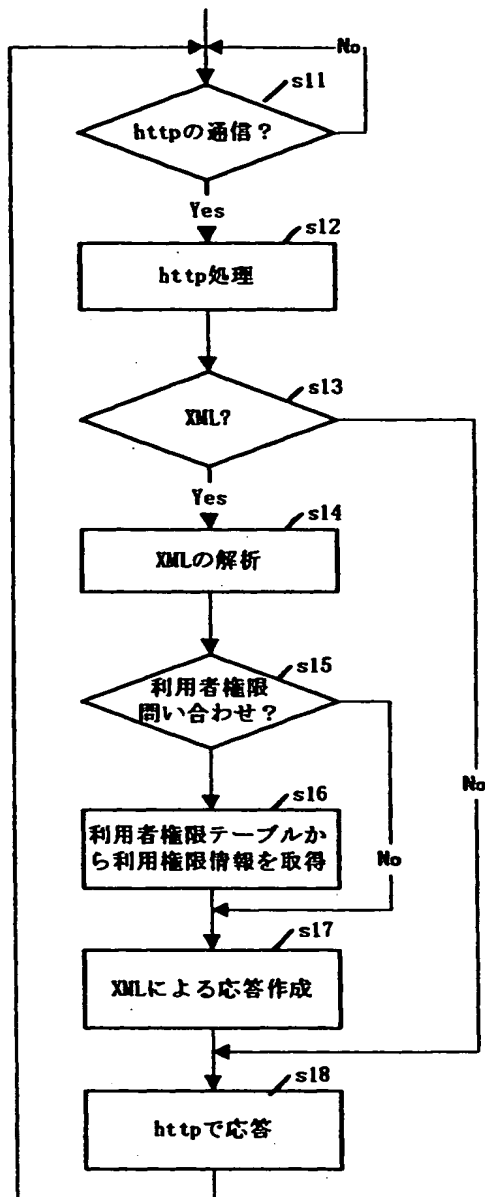 No
s11
httpの通信？
Yes
s12
http処理
s13
XML?
Yes
s14
XMLの解析
s15
利用者権限
問い合わせ？
No
s16
利用者権限テーブルか
ら利用権限情報を取得
No
s17
XMLによる応答作成
s18
httpで応答